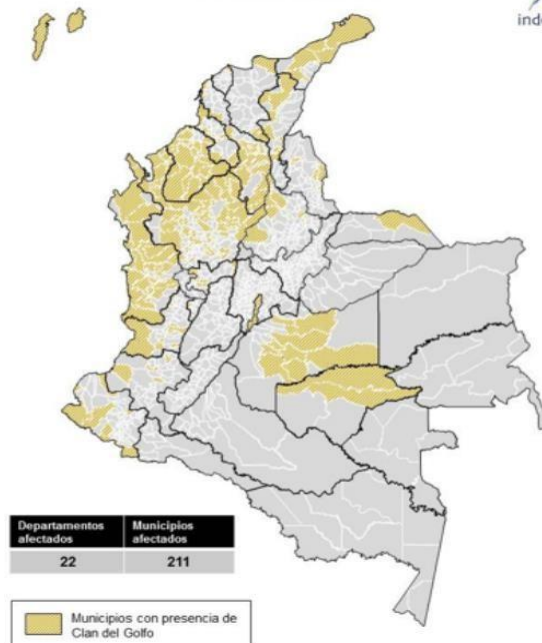 Departamentos afectados
Municipios afectados
22
211
Municipios con presencia de
Clan del Golfo